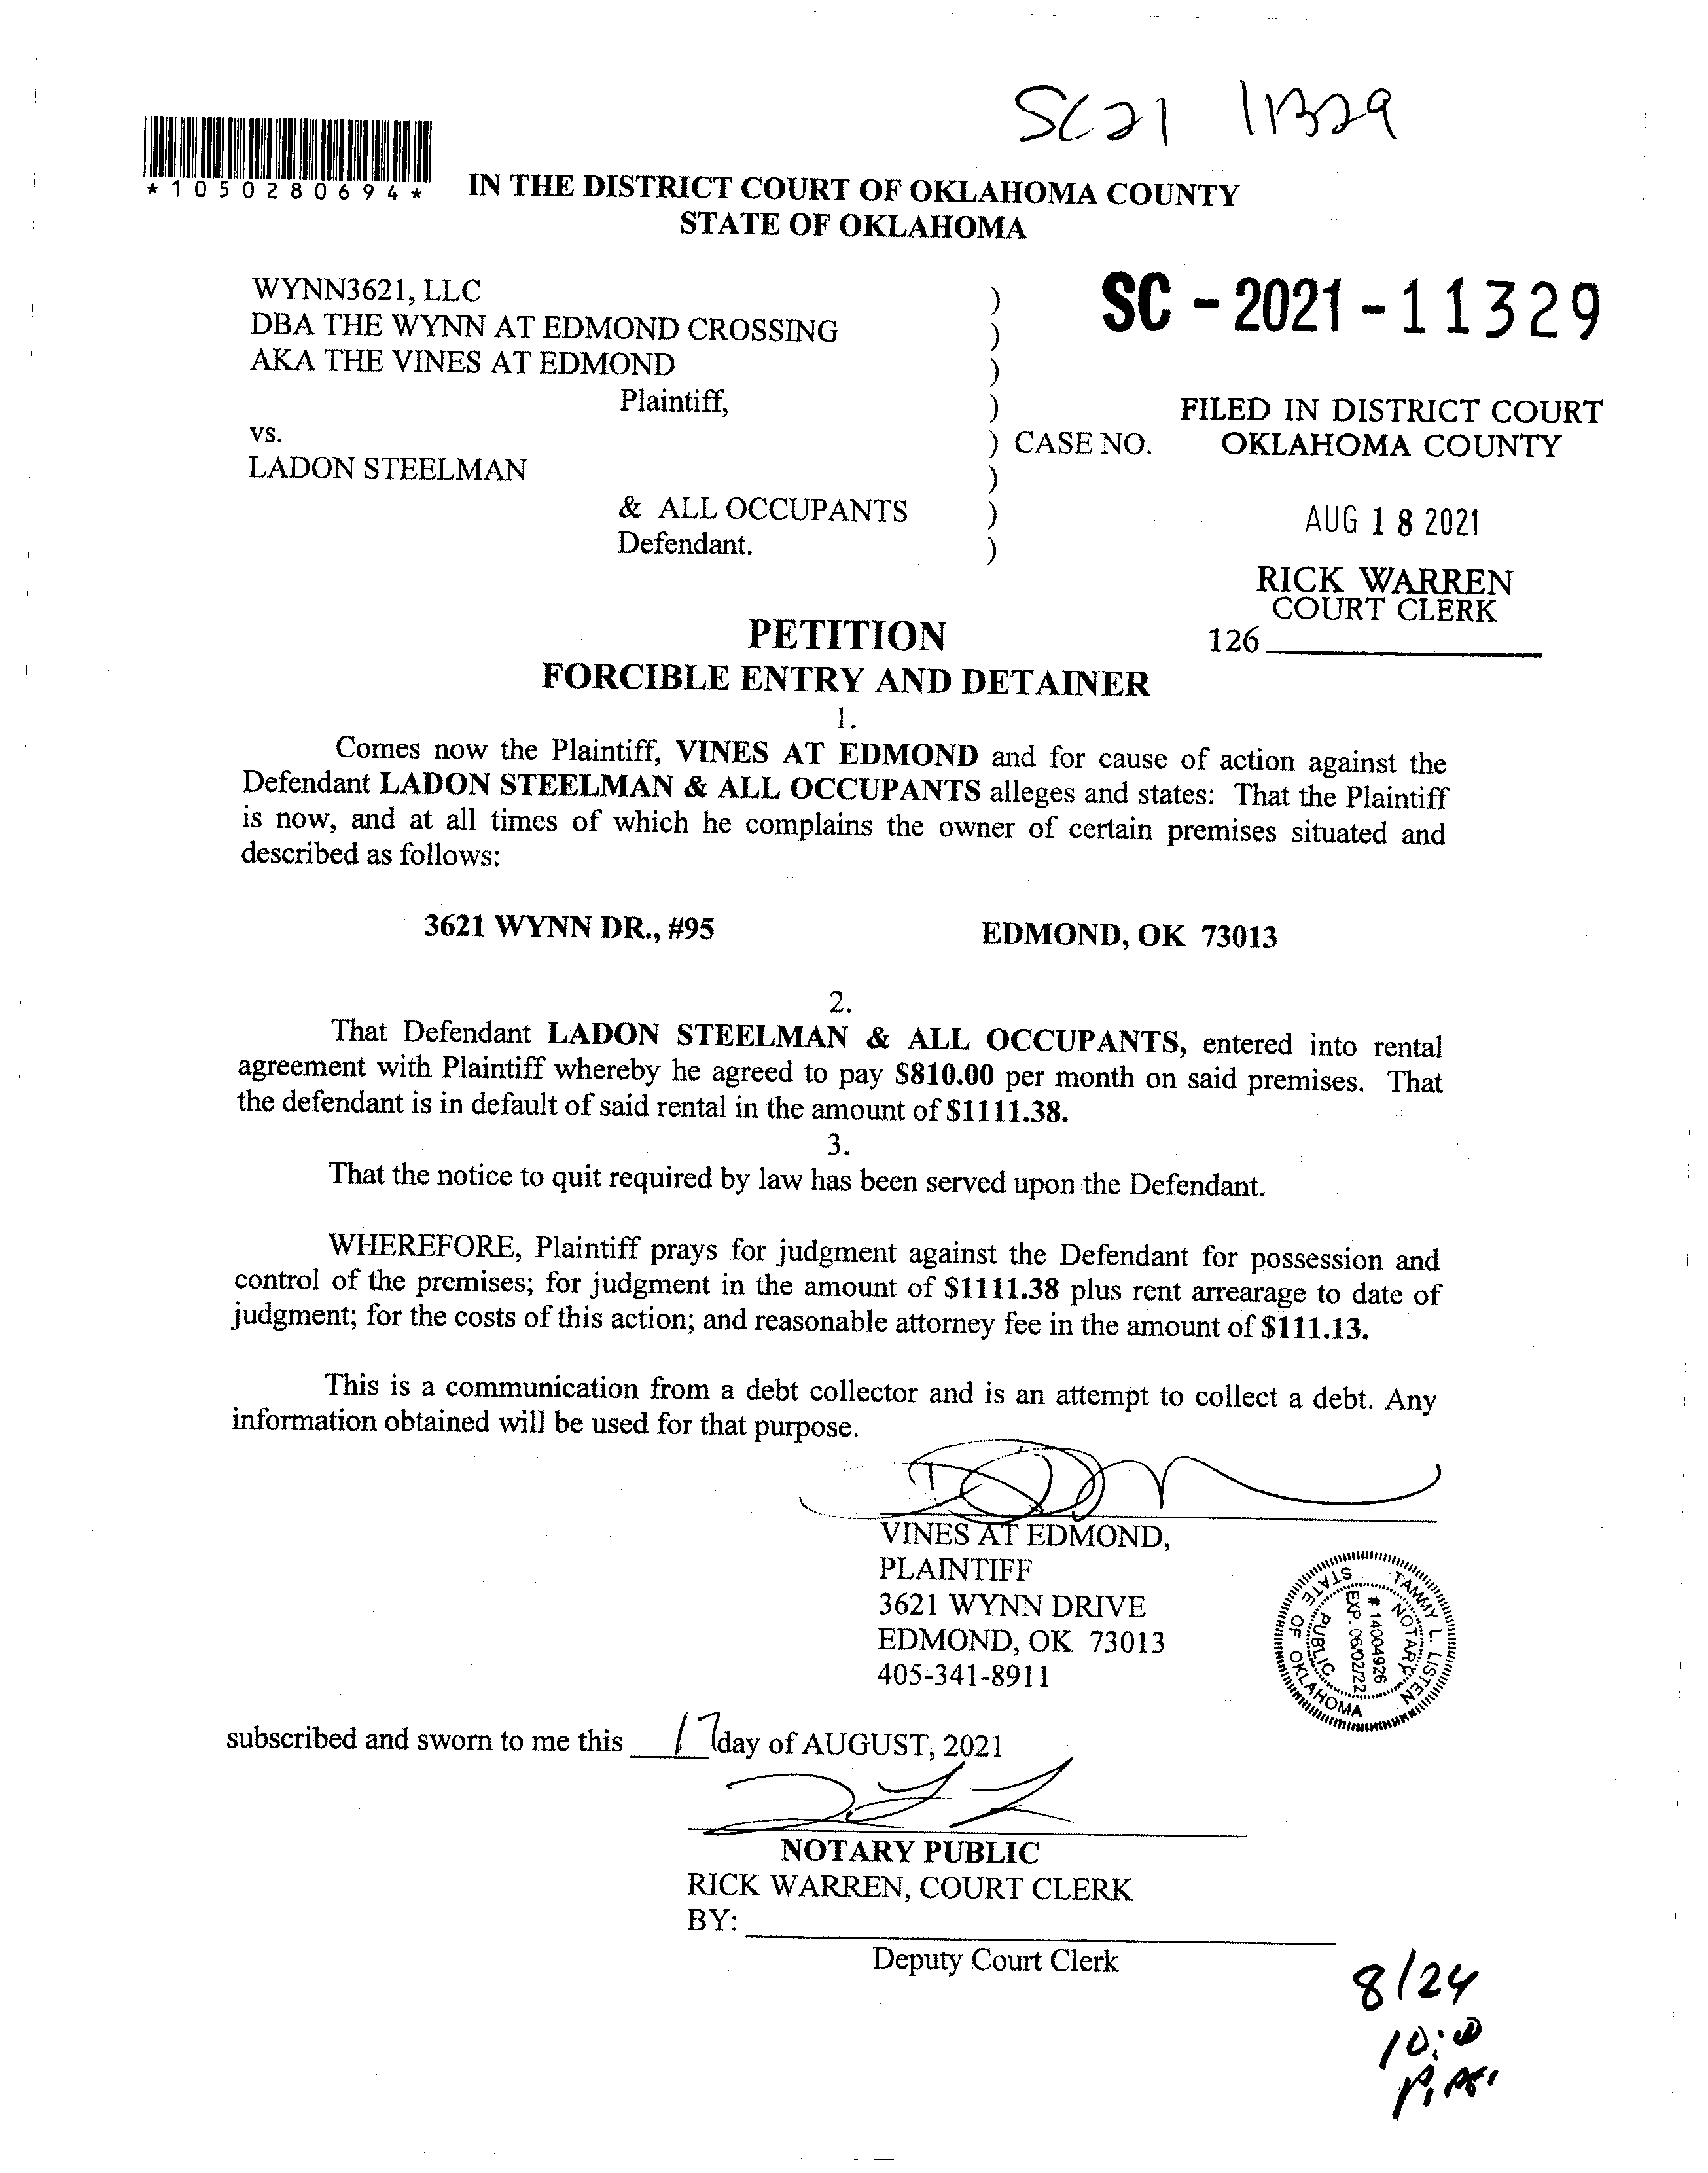 SC21 11329
*1050280694*
IN THE DISTRICT COURT OF OKLAHOMA COUNTY
STATE OF OKLAHOMA
WYNN3621, LLC )
DBA THE WYNN AT EDMOND CROSSING )
AKA THE VINES AT EDMOND )
Plaintiff, )
vs. ) CASE NO.
LADON STEELMAN )
& ALL OCCUPANTS )
Defendant. )
SC - 2021 - 11329
FILED IN DISTRICT COURT
OKLAHOMA COUNTY
AUG 18 2021
RICK WARREN
COURT CLERK
126
PETITION
FORCIBLE ENTRY AND DETAINER
1.
Comes now the Plaintiff, VINES AT EDMOND and for cause of action against the
Defendant LADON STEELMAN & ALL OCCUPANTS alleges and states: That the Plaintiff
is now, and at all times of which he complains the owner of certain premises situated and
described as follows:
3621 WYNN DR., #95 EDMOND, OK 73013
2.
That Defendant LADON STEELMAN & ALL OCCUPANTS, entered into rental
agreement with Plaintiff whereby he agreed to pay $810.00 per month on said premises. That
the defendant is in default of said rental in the amount of $1111.38.
3.
That the notice to quit required by law has been served upon the Defendant.
WHEREFORE, Plaintiff prays for judgment against the Defendant for possession and
control of the premises; for judgment in the amount of $1111.38 plus rent arrearage to date of
judgment; for the costs of this action; and reasonable attorney fee in the amount of $111.13.
This is a communication from a debt collector and is an attempt to collect a debt. Any
information obtained will be used for that purpose.
VINES AT EDMOND,
PLAINTIFF
3621 WYNN DRIVE
EDMOND, OK 73013
405-341-8911
TAMMY L. LISTEN
NOTARY
# 14004926
EXP. 06/02/22
PUBLIC
STATE OF OKLAHOMA
subscribed and sworn to me this 17 day of AUGUST, 2021
NOTARY PUBLIC
RICK WARREN, COURT CLERK
BY:
Deputy Court Clerk
8/24